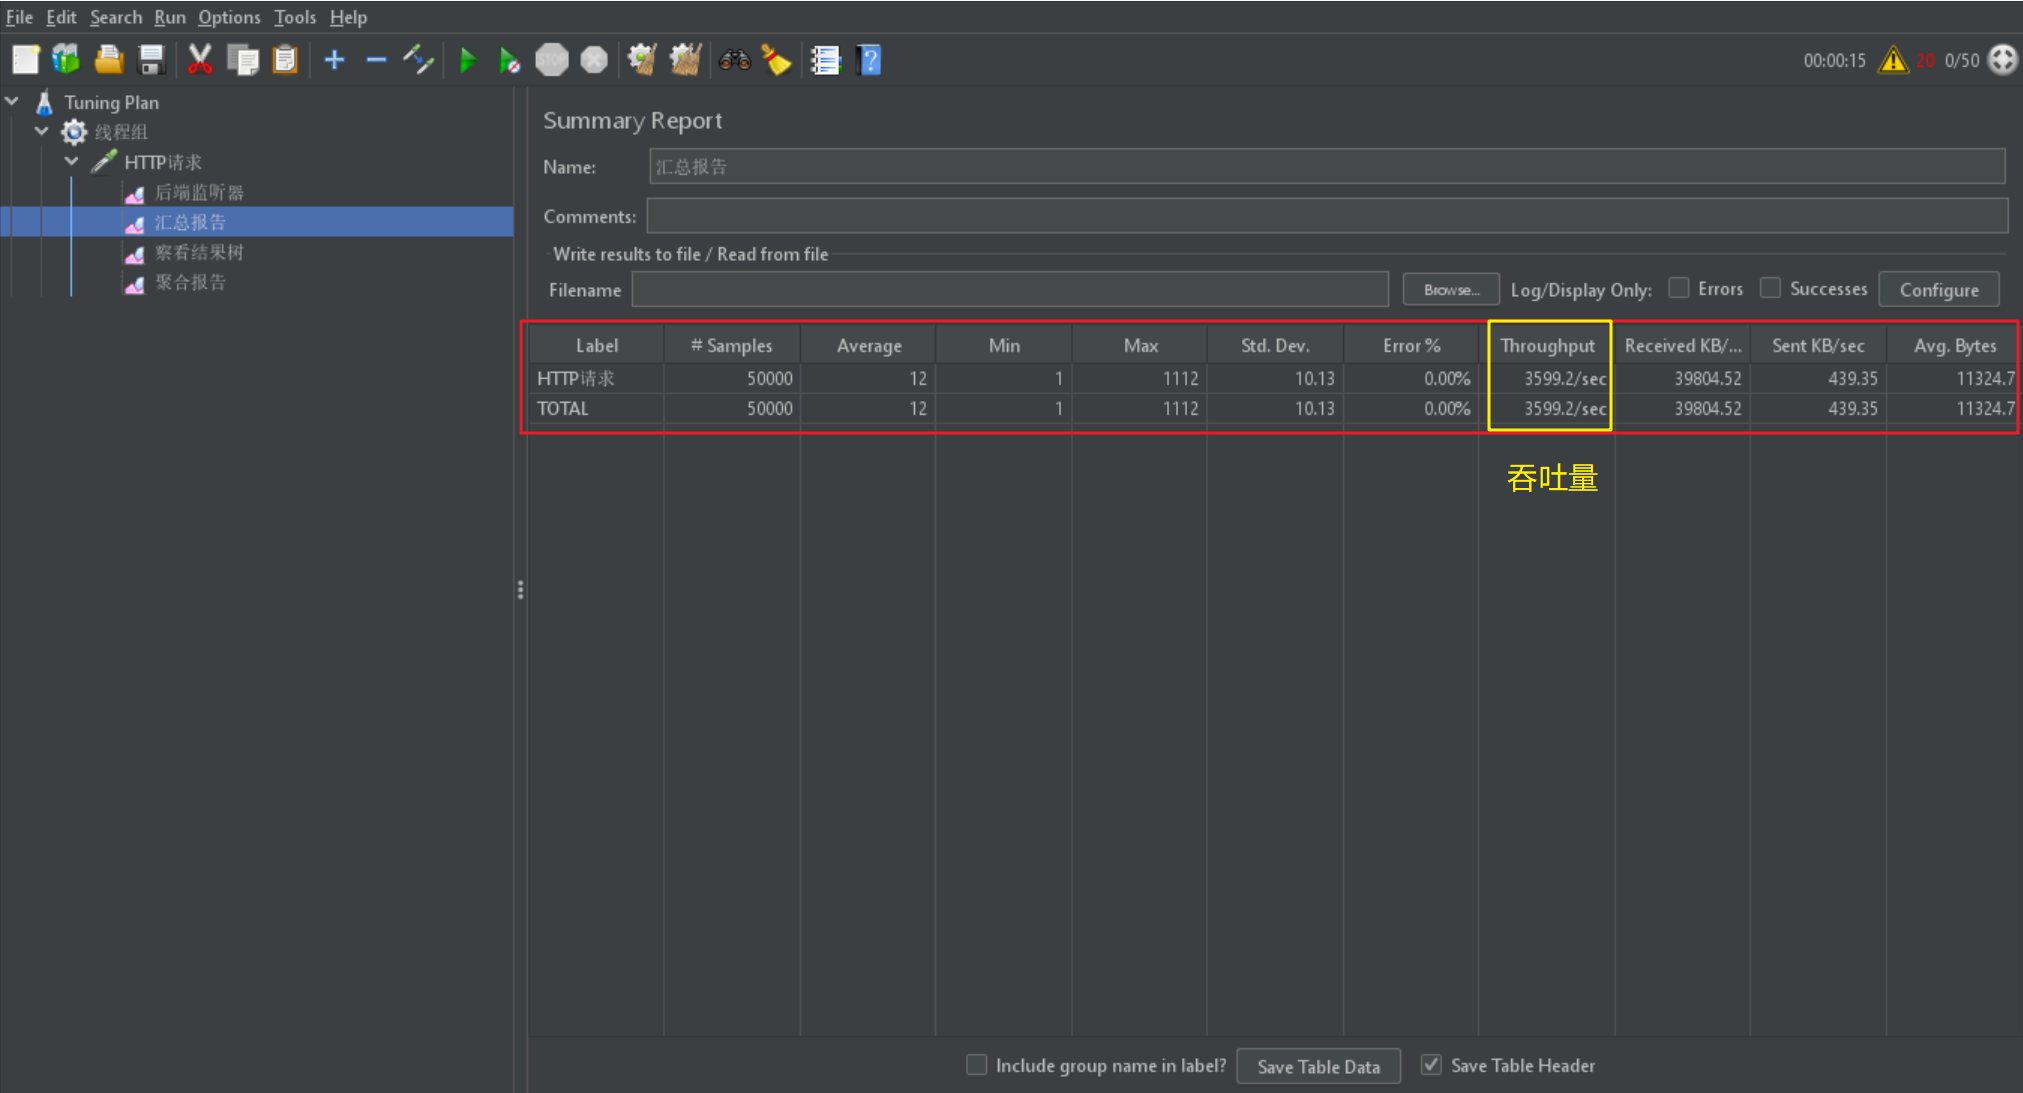 File Edit Search Run Options Tools Help
STOP
00:00:15 20 0/50
Tuning Plan
线程组
HTTP请求
后端监听器
汇总报告
察看结果树
聚合报告
Summary Report
Name: 汇总报告
Comments:
Write results to file / Read from file
Filename Browse... Log/Display Only: Errors Successes Configure
Label # Samples Average Min Max Std. Dev. Error % Throughput Received KB/... Sent KB/sec Avg. Bytes
HTTP请求 50000 12 1 1112 10.13 0.00% 3599.2/sec 39804.52 439.35 11324.7
TOTAL 50000 12 1 1112 10.13 0.00% 3599.2/sec 39804.52 439.35 11324.7
吞吐量
Include group name in label? Save Table Data Save Table Header